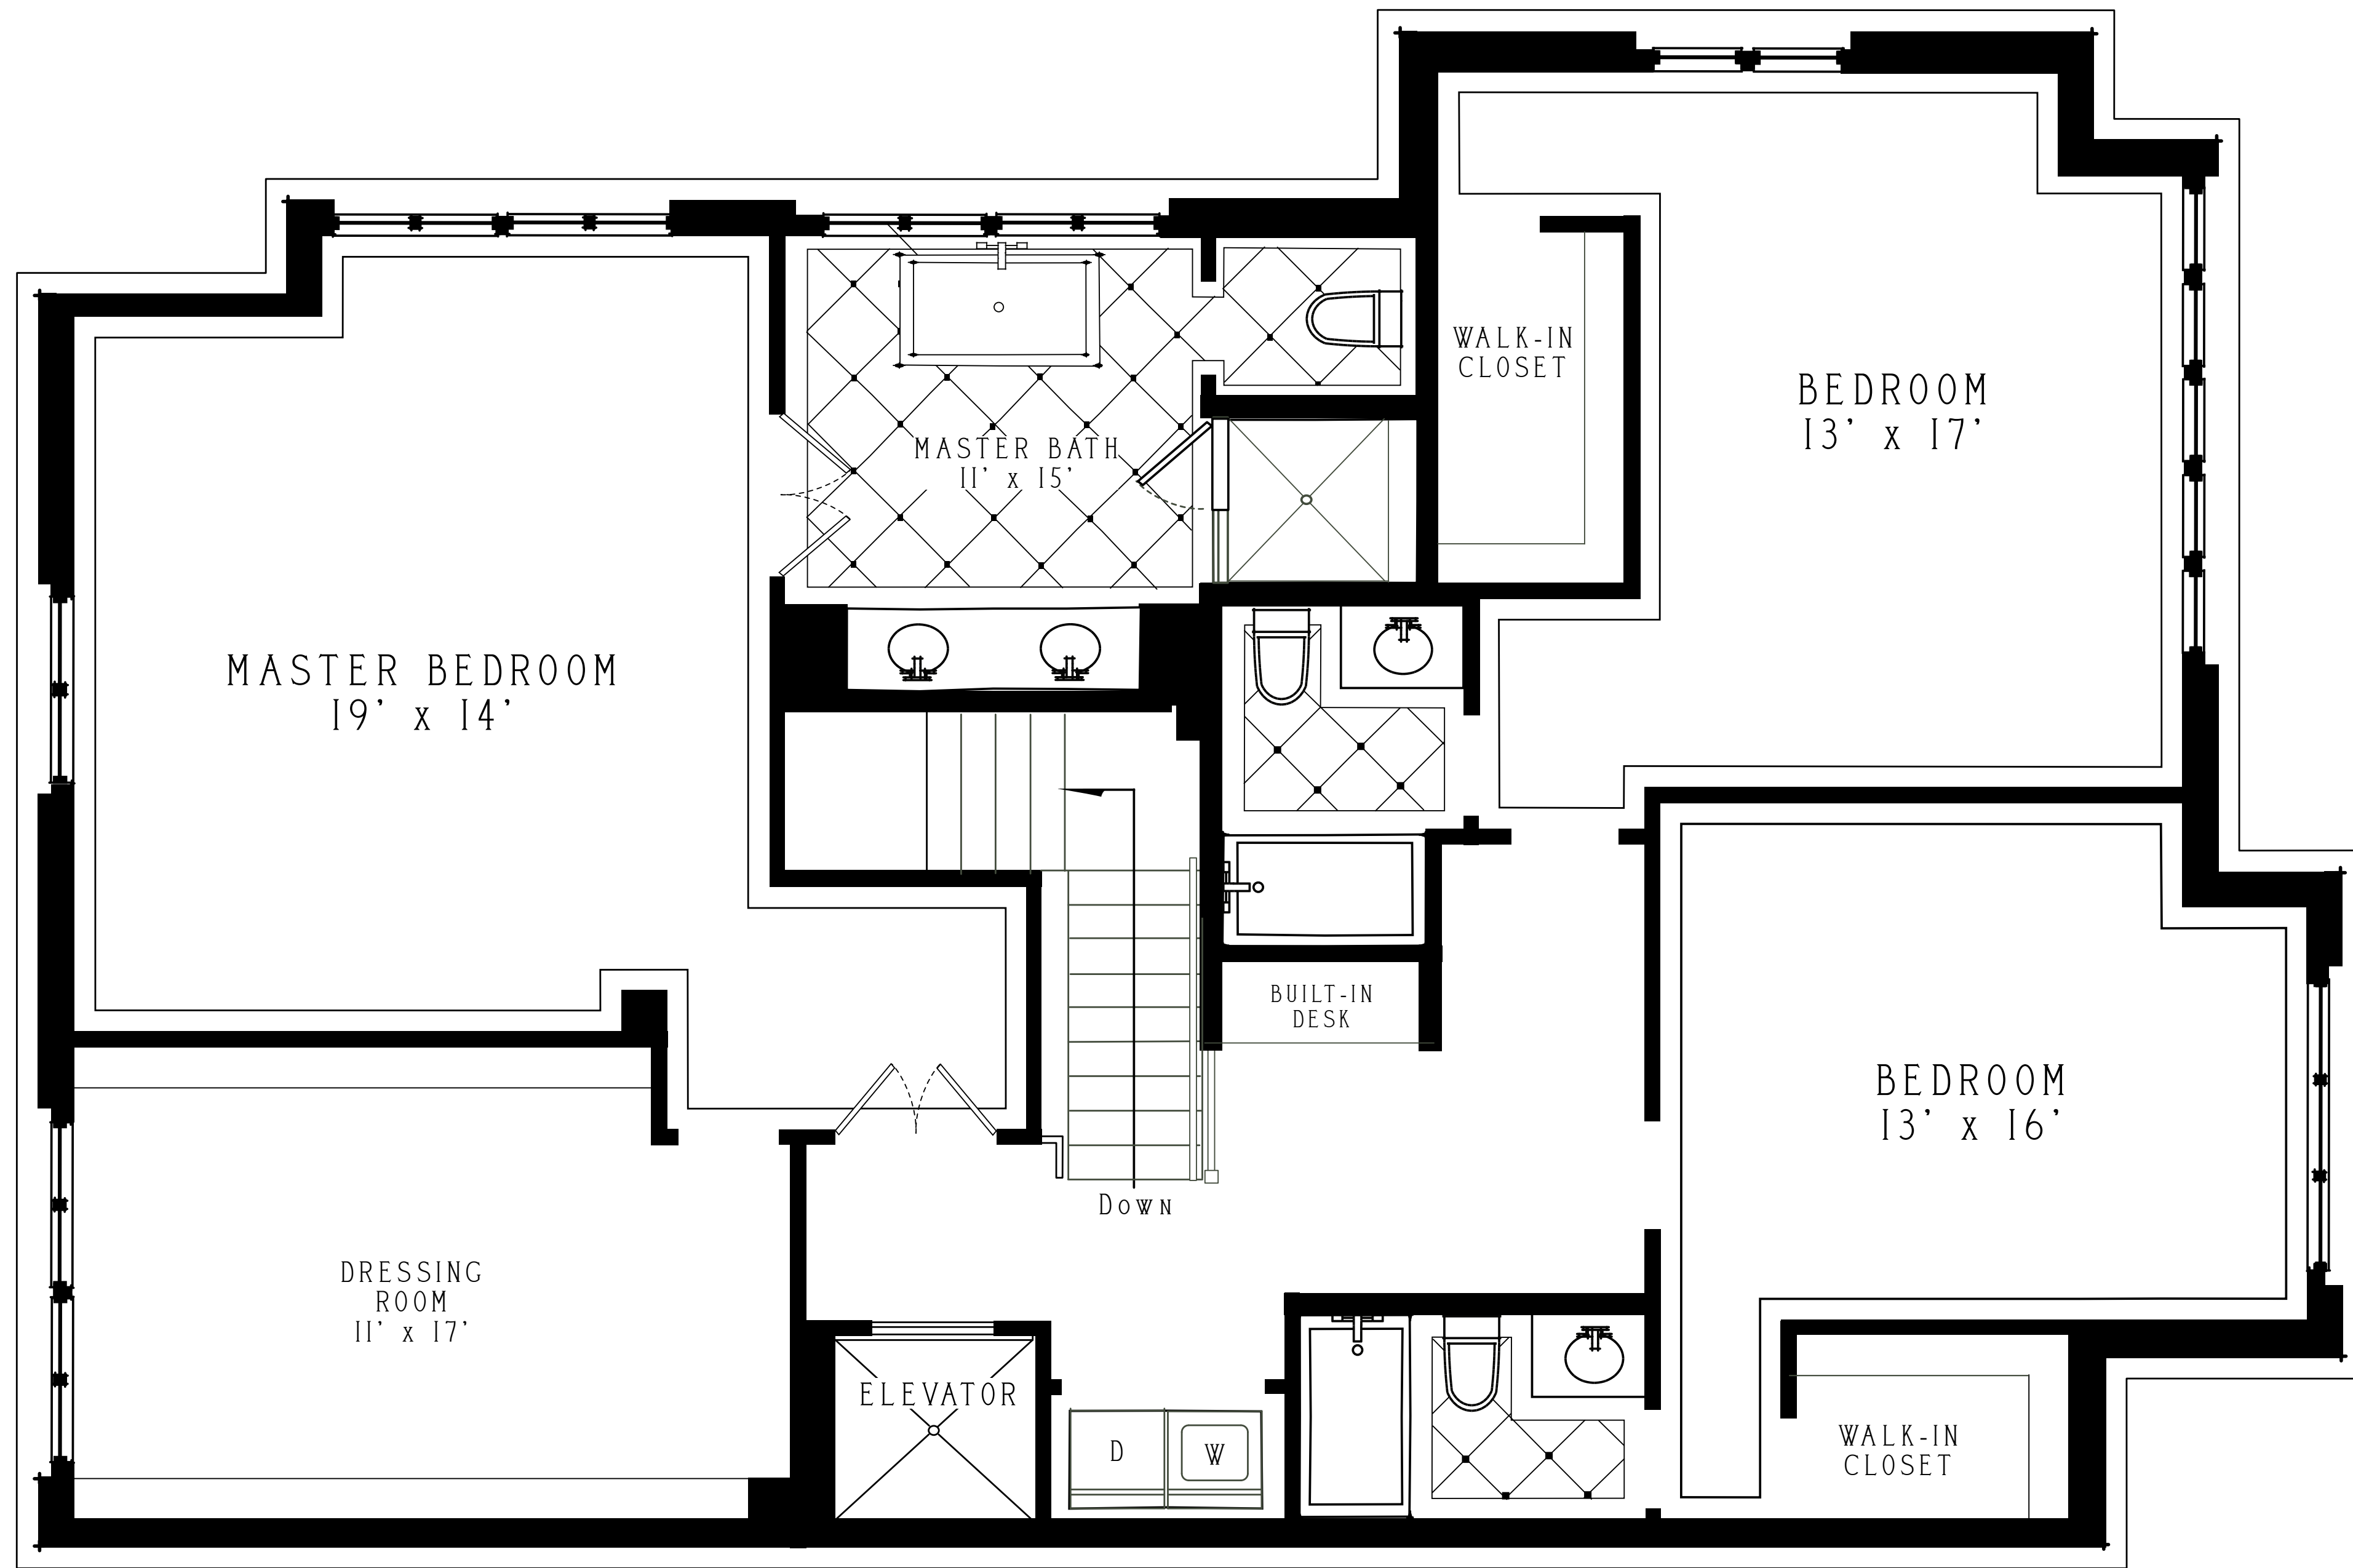 WALK-IN
CLOSET
BEDROOM
13' x 17'
MASTER BATH
11' x 15'
MASTER BEDROOM
19' x 14'
BUILT-IN
DESK
BEDROOM
13' x 16'
Down
DRESSING
ROOM
11' x 17'
ELEVATOR
D
W
WALK-IN
CLOSET